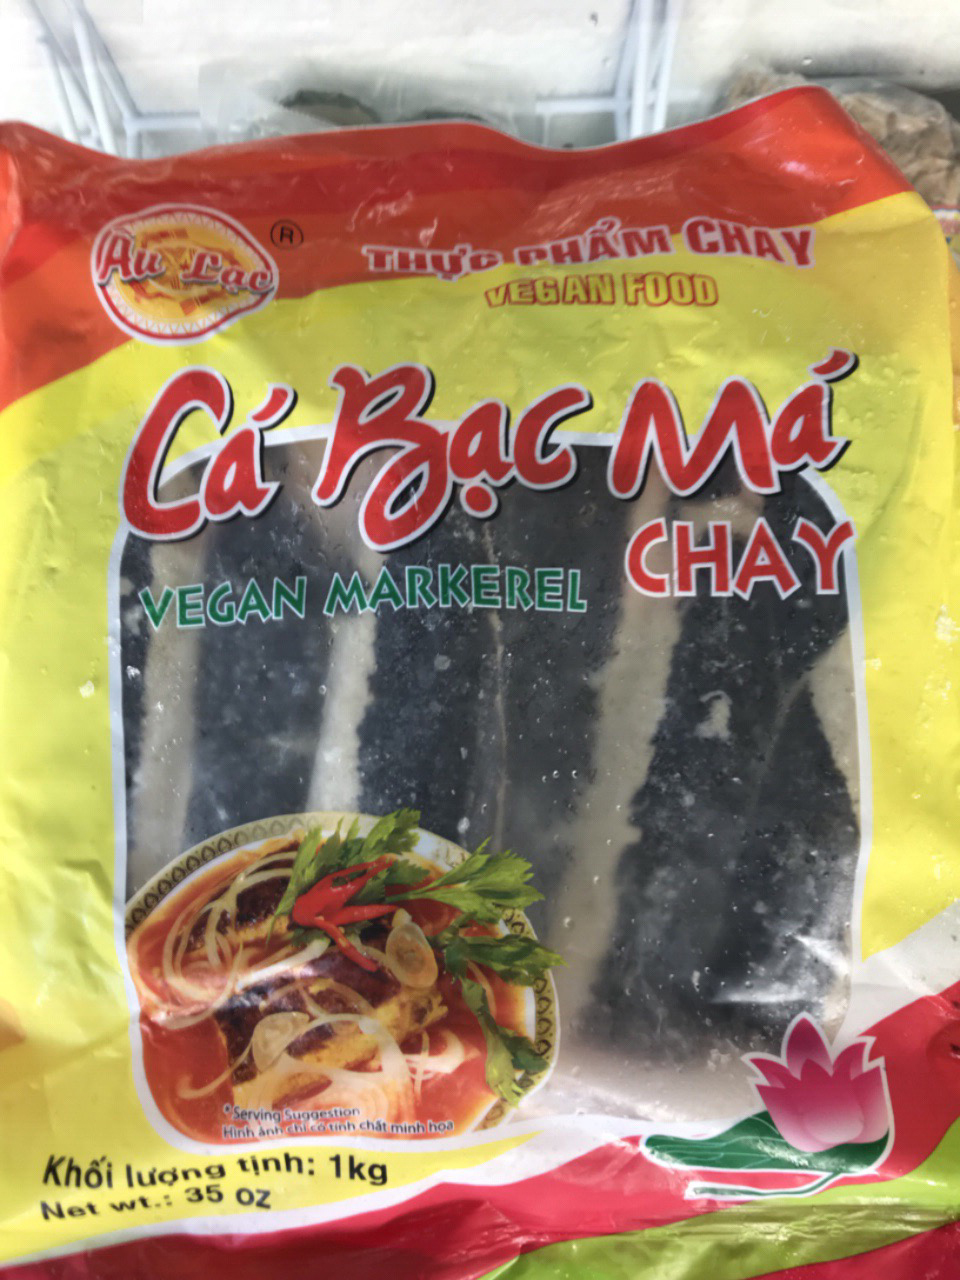 Âu Lạc
®
THỰC PHẨM CHAY
VEGAN FOOD
Cá Bạc Má
CHAY
VEGAN MARKEREL
*Serving Suggestion
Hình ảnh chỉ có tính chất minh họa
Khối lượng tịnh: 1kg
Net wt.: 35 oz